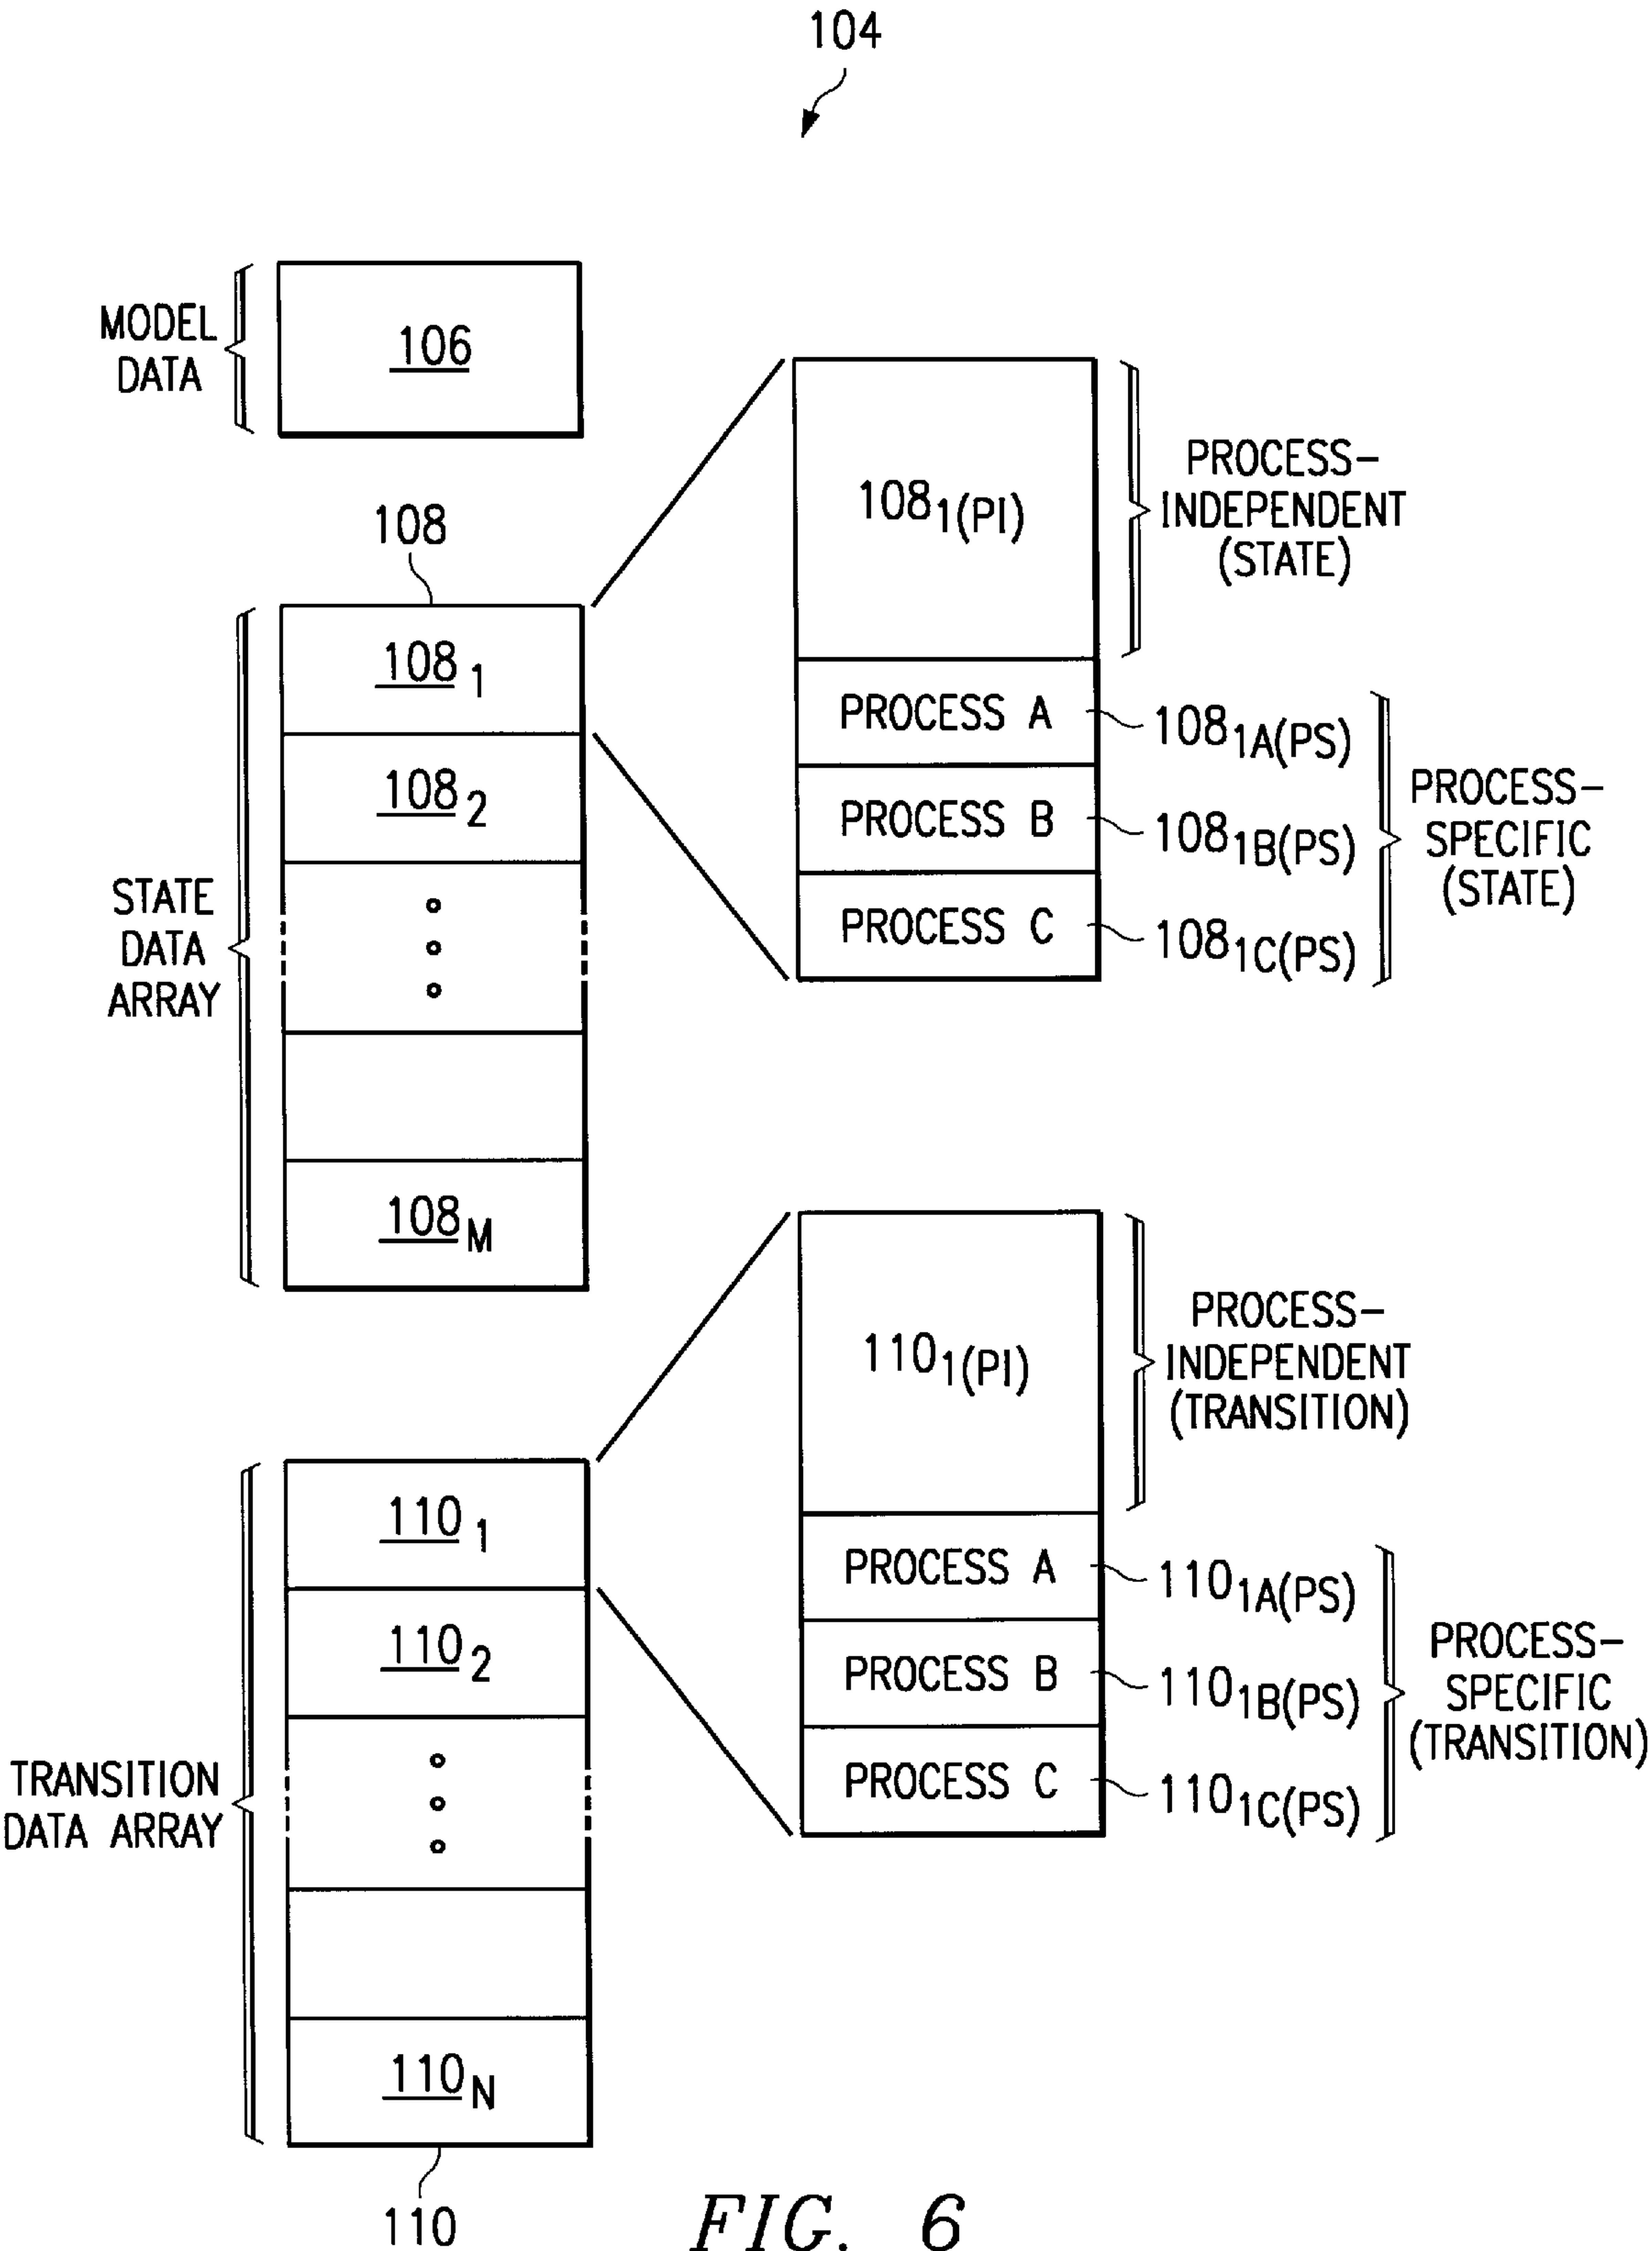 104
MODEL
DATA
106
108₁(PI)
PROCESS-
INDEPENDENT
(STATE)
108
108₁
108₂
STATE
DATA
ARRAY
108M
PROCESS A
108₁A(PS)
PROCESS B
108₁B(PS)
PROCESS C
108₁C(PS)
PROCESS-
SPECIFIC
(STATE)
110₁(PI)
PROCESS-
INDEPENDENT
(TRANSITION)
110₁
110₂
TRANSITION
DATA ARRAY
110N
110
PROCESS A
110₁A(PS)
PROCESS B
110₁B(PS)
PROCESS C
110₁C(PS)
PROCESS-
SPECIFIC
(TRANSITION)
FIG. 6